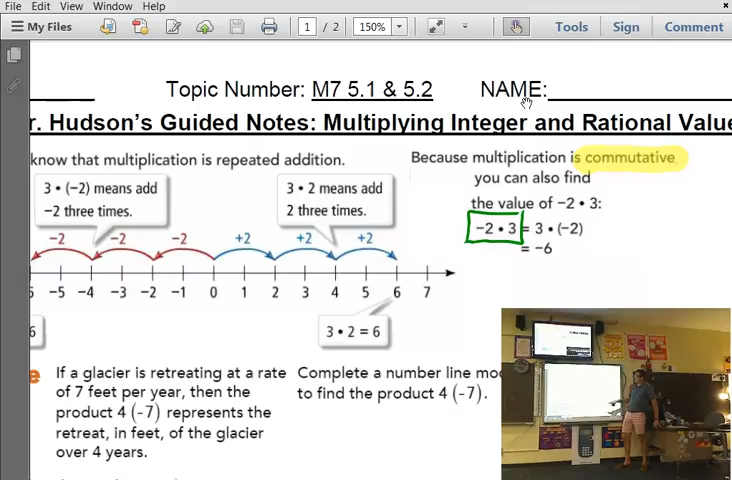 File Edit View Window Help
My Files 1 / 2 150% Tools Sign Comment
Topic Number: M7 5.1 & 5.2 NAME:
r. Hudson's Guided Notes: Multiplying Integer and Rational Value
know that multiplication is repeated addition.
3 • (−2) means add
−2 three times.
3 • 2 means add
2 three times.
Because multiplication is commutative,
you can also find
the value of −2 • 3:
−2 • 3 = 3 • (−2)
= −6
−2 −2 −2 +2 +2 +2
−5 −4 −3 −2 −1 0 1 2 3 4 5 6 7
6
3 • 2 = 6
e
If a glacier is retreating at a rate
of 7 feet per year, then the
product 4 (−7) represents the
retreat, in feet, of the glacier
over 4 years.
Complete a number line mo
to find the product 4 (−7).